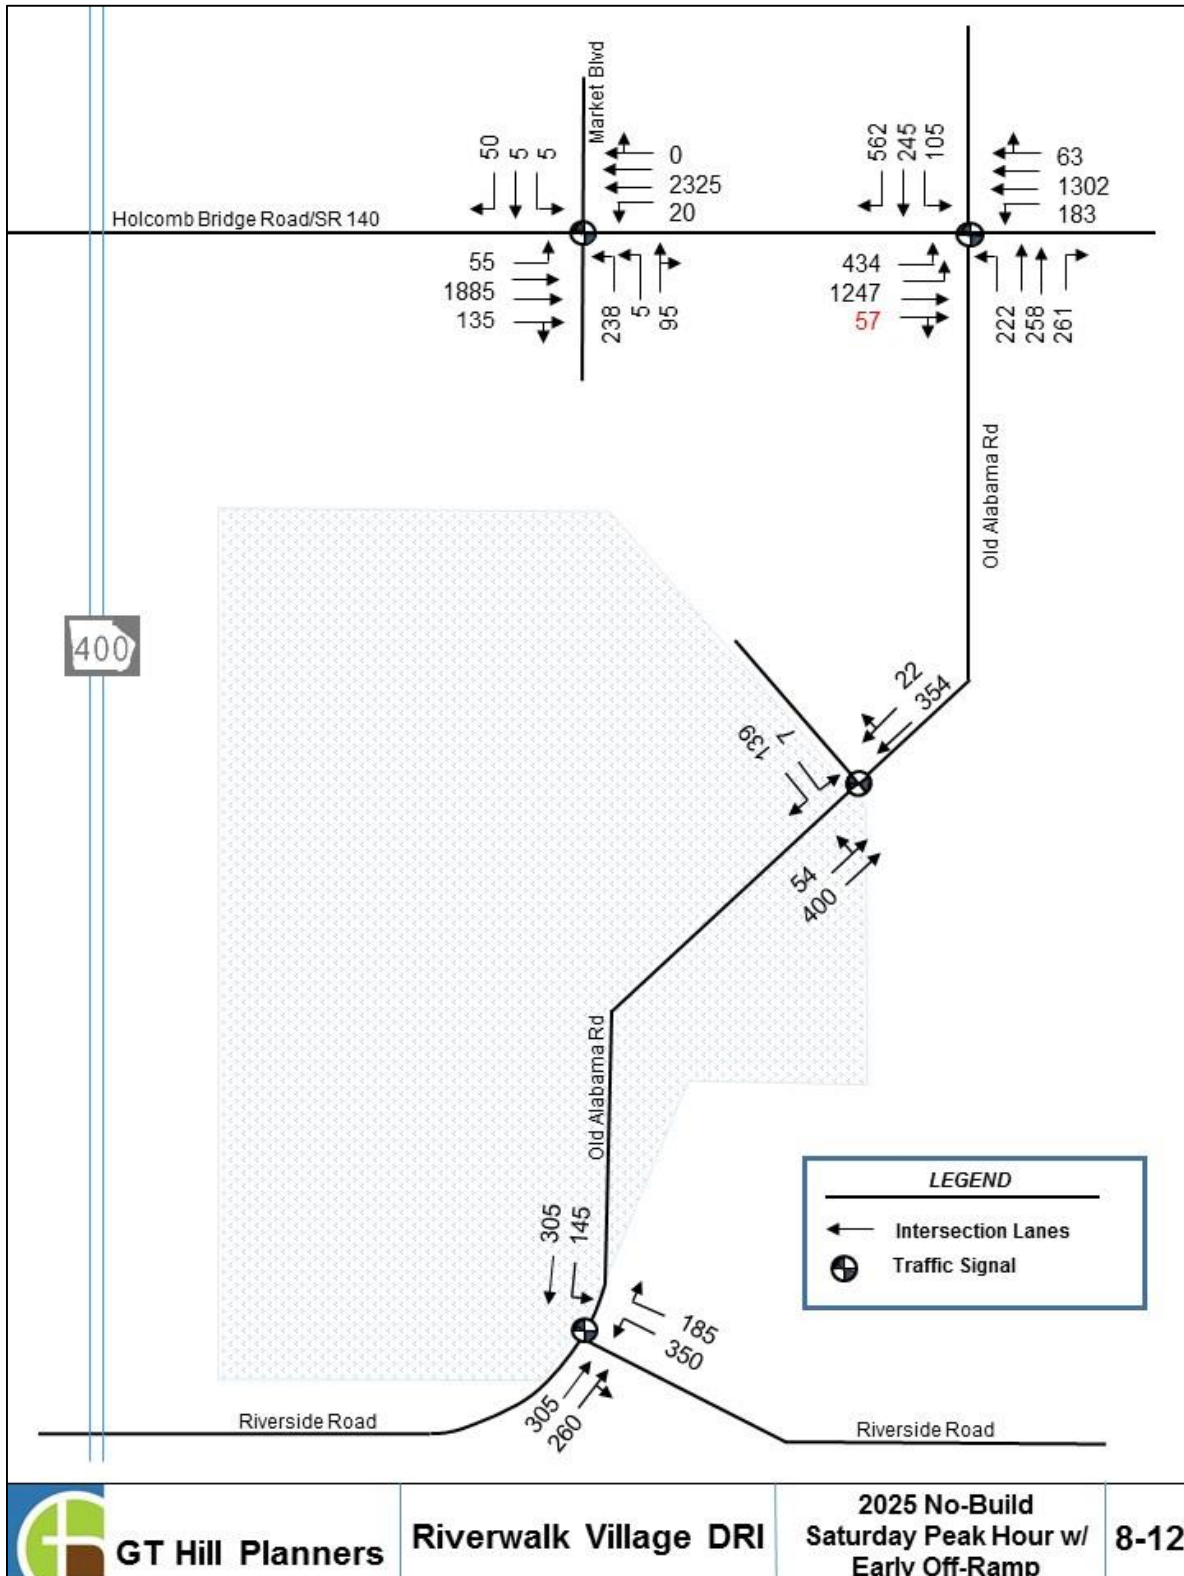 Market Blvd
50
5
5
0
2325
20
562
245
105
63
1302
183
Holcomb Bridge Road/SR 140
55
1885
135
238
5
95
434
1247
57
222
258
261
Old Alabama Rd
400
22
354
7
139
54
400
Old Alabama Rd
LEGEND
Intersection Lanes
Traffic Signal
305
145
185
350
305
260
Riverside Road
Riverside Road
GT Hill Planners
Riverwalk Village DRI
2025 No-Build
Saturday Peak Hour w/
Early Off-Ramp
8-12